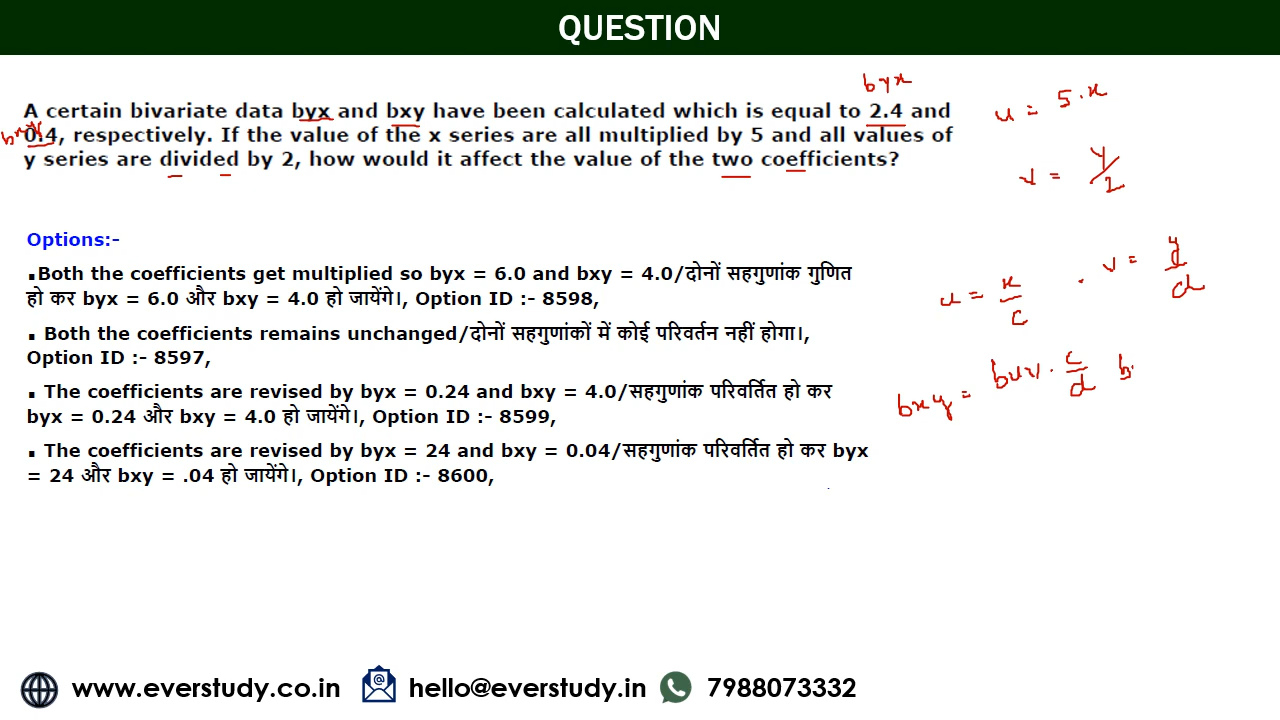 QUESTION
byx
A certain bivariate data byx and bxy have been calculated which is equal to 2.4 and
bxy
0.4, respectively. If the value of the x series are all multiplied by 5 and all values of
y series are divided by 2, how would it affect the value of the two coefficients?
u = 5.x
v = y/2
Options:-
▪Both the coefficients get multiplied so byx = 6.0 and bxy = 4.0/दोनों सहगुणांक गुणित
हो कर byx = 6.0 और bxy = 4.0 हो जायेंगे।, Option ID :- 8598,
▪ Both the coefficients remains unchanged/दोनों सहगुणांकों में कोई परिवर्तन नहीं होगा।,
Option ID :- 8597,
▪ The coefficients are revised by byx = 0.24 and bxy = 4.0/सहगुणांक परिवर्तित हो कर
byx = 0.24 और bxy = 4.0 हो जायेंगे।, Option ID :- 8599,
▪ The coefficients are revised by byx = 24 and bxy = 0.04/सहगुणांक परिवर्तित हो कर byx
= 24 और bxy = .04 हो जायेंगे।, Option ID :- 8600,
u = x/c . v = y/d
bxy = buv . c/d b
www.everstudy.co.in hello@everstudy.in 7988073332